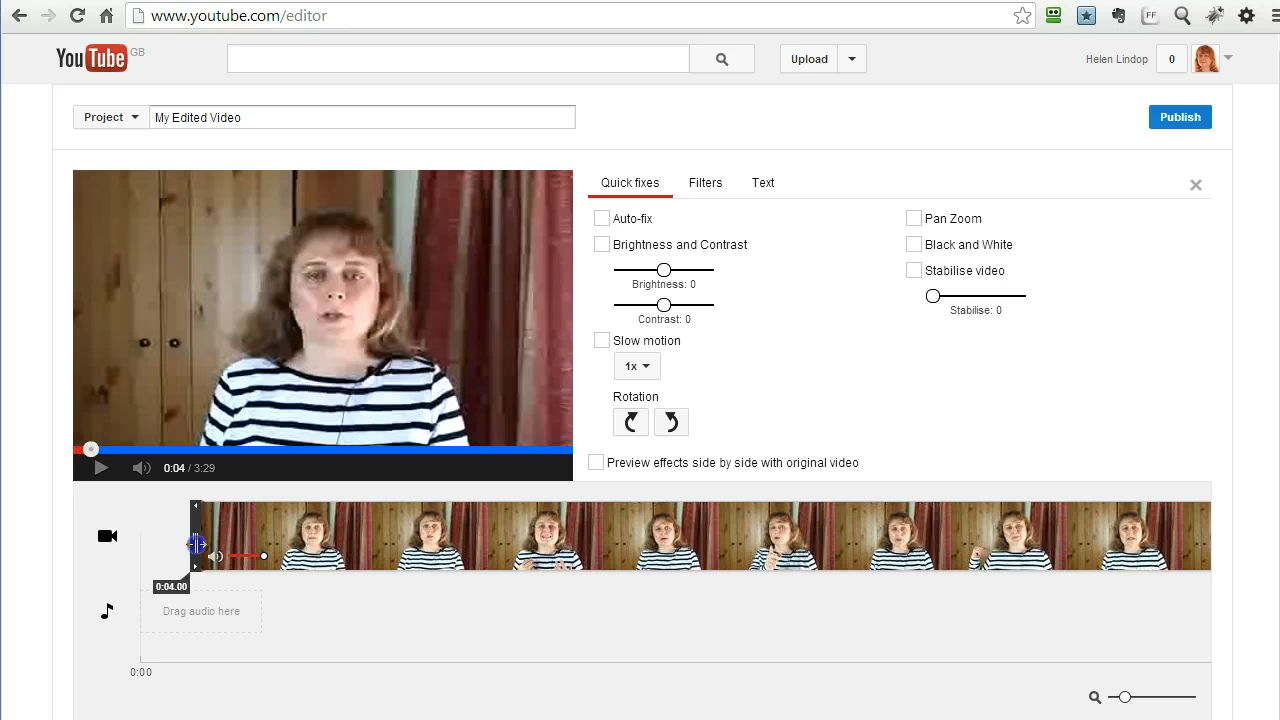 www.youtube.com/editor
FF
YouTube GB
Upload
Helen Lindop
0
Project
My Edited Video
Publish
Quick fixes
Filters
Text
Auto-fix
Pan Zoom
Brightness and Contrast
Black and White
Stabilise video
Brightness: 0
Stabilise: 0
Contrast: 0
Slow motion
1x
Rotation
Preview effects side by side with original video
0:04 / 3:29
0:04.00
Drag audio here
0:00